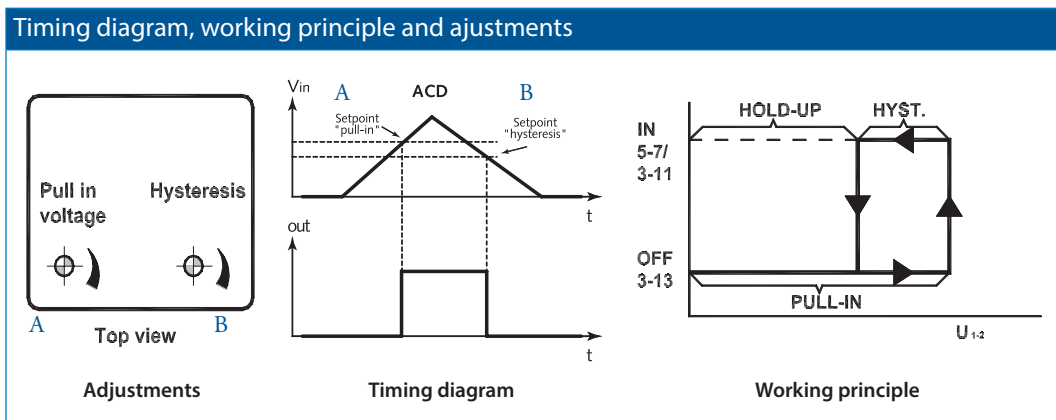 Timing diagram, working principle and ajustments
Pull in
voltage
Hysteresis
A
B
Top view
Adjustments
Vin
A
ACD
B
Setpoint
"pull-in"
Setpoint
"hysteresis"
t
out
t
Timing diagram
HOLD-UP
HYST.
IN
5-7/
3-11
OFF
3-13
PULL-IN
U 1-2
Working principle